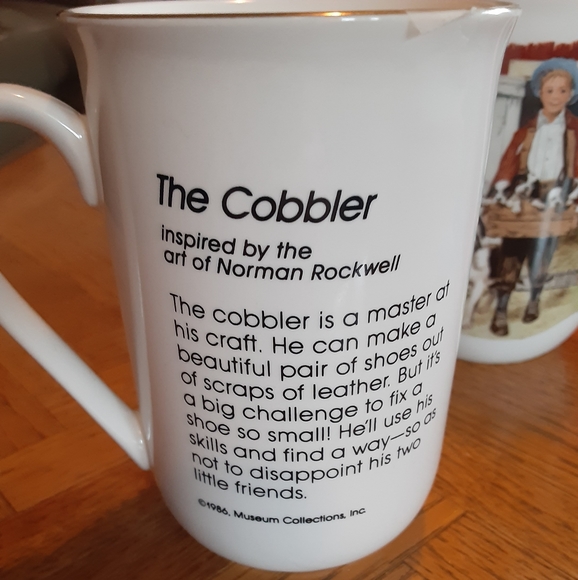 The Cobbler
inspired by the
art of Norman Rockwell
The cobbler is a master at
his craft. He can make a
beautiful pair of shoes out
of scraps of leather. But it's
a big challenge to fix a
shoe so small! He'll use his
skills and find a way—so as
not to disappoint his two
little friends.
©1986, Museum Collections, Inc.